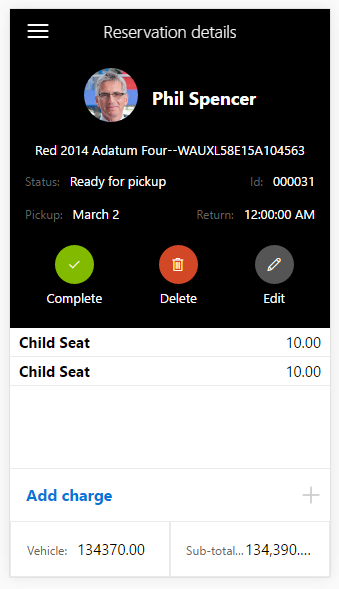 Reservation details
Phil Spencer
Red 2014 Adatum Four--WAUXL58E15A104563
Status: Ready for pickup Id: 000031
Pickup: March 2 Return: 12:00:00 AM
Complete Delete Edit
Child Seat 10.00
Child Seat 10.00
Add charge
Vehicle: 134370.00 Sub-total... 134,390....